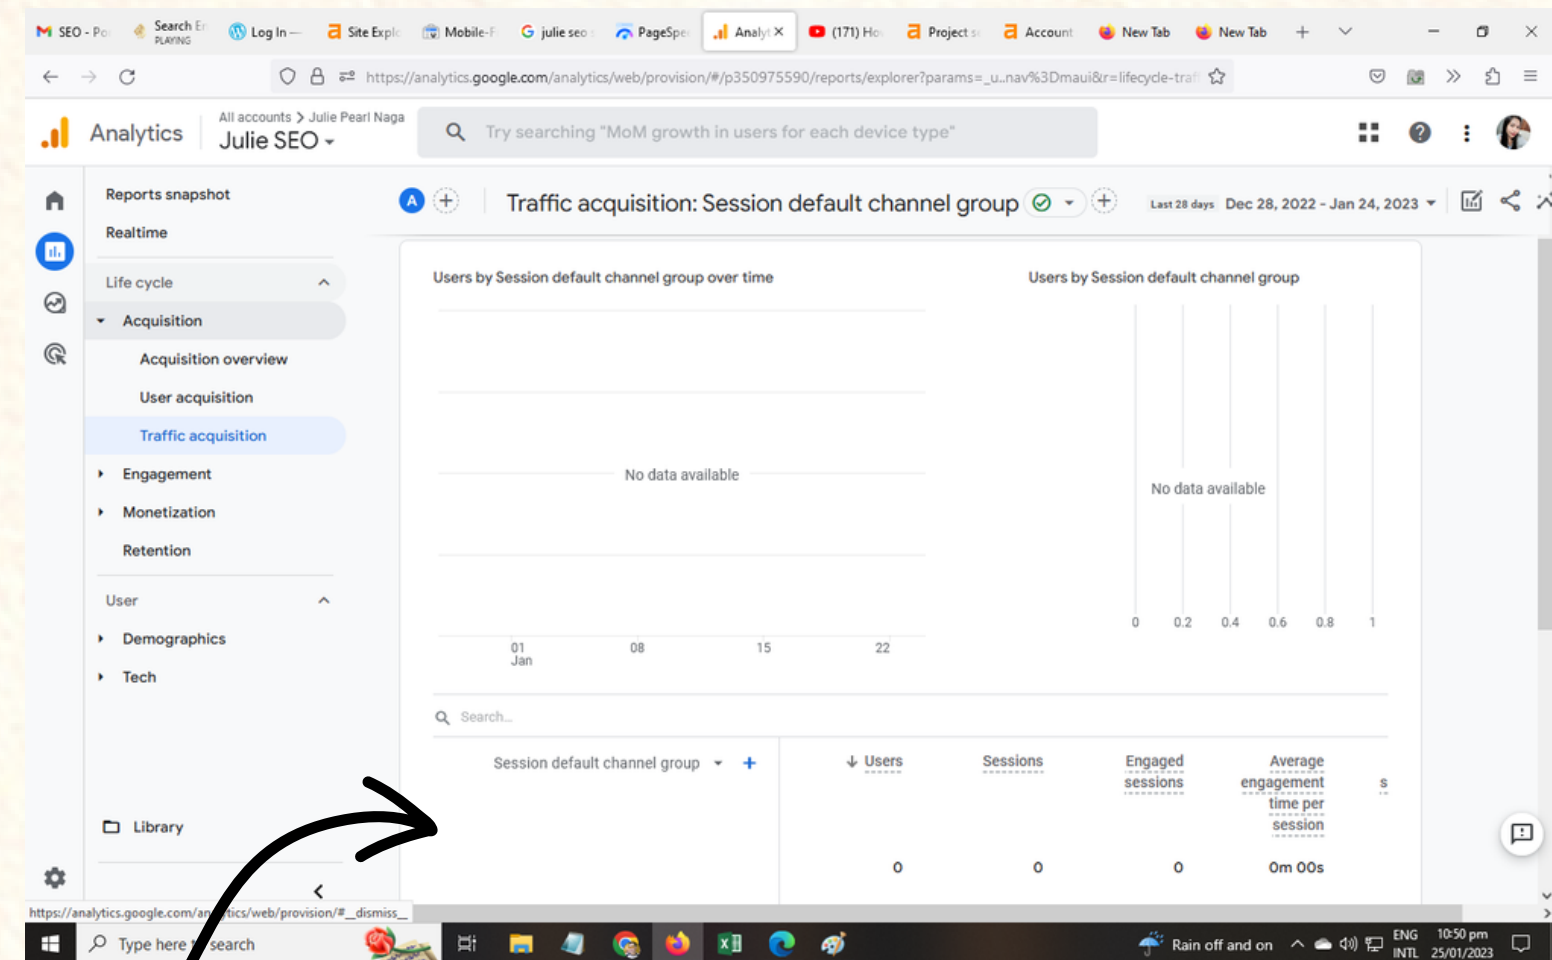 SEO - Po
Search En
PLAYING
Log In —
Site Explo
Mobile-F
julie seo
PageSpe
Analyt
(171) Ho
Project s
Account
New Tab
New Tab
https://analytics.google.com/analytics/web/provision/#/p350975590/reports/explorer?params=_u..nav%3Dmaui&r=lifecycle-traf
Analytics
All accounts > Julie Pearl Naga
Julie SEO
Try searching "MoM growth in users for each device type"
Reports snapshot
Realtime
Life cycle
Acquisition
Acquisition overview
User acquisition
Traffic acquisition
Engagement
Monetization
Retention
User
Demographics
Tech
Library
A
Traffic acquisition: Session default channel group
Last 28 days Dec 28, 2022 - Jan 24, 2023
Users by Session default channel group over time
No data available
01 08 15 22
Jan
Users by Session default channel group
No data available
0 0.2 0.4 0.6 0.8 1
Search...
Session default channel group
Users
Sessions
Engaged
sessions
Average
engagement
time per
session
s
0 0 0 0m 00s
https://analytics.google.com/analytics/web/provision/#__dismiss__
Type here to search
Rain off and on
ENG
INTL
10:50 pm
25/01/2023